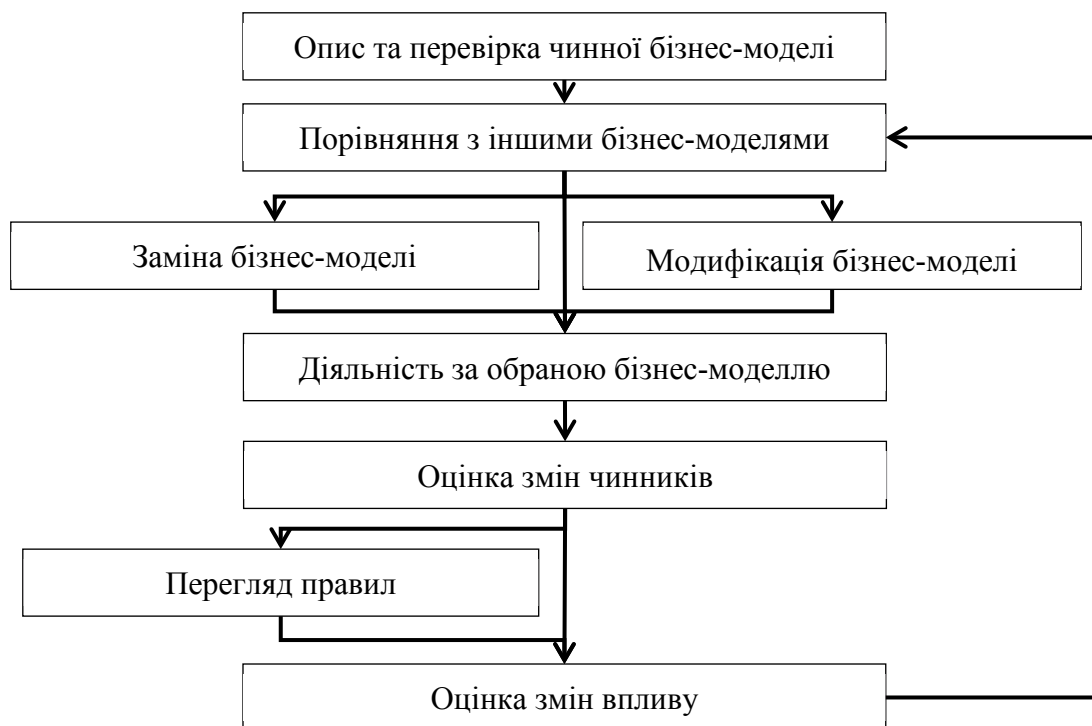 Опис та перевірка чинної бізнес-моделі
Порівняння з іншими бізнес-моделями
Заміна бізнес-моделі
Модифікація бізнес-моделі
Діяльність за обраною бізнес-моделлю
Оцінка змін чинників
Перегляд правил
Оцінка змін впливу